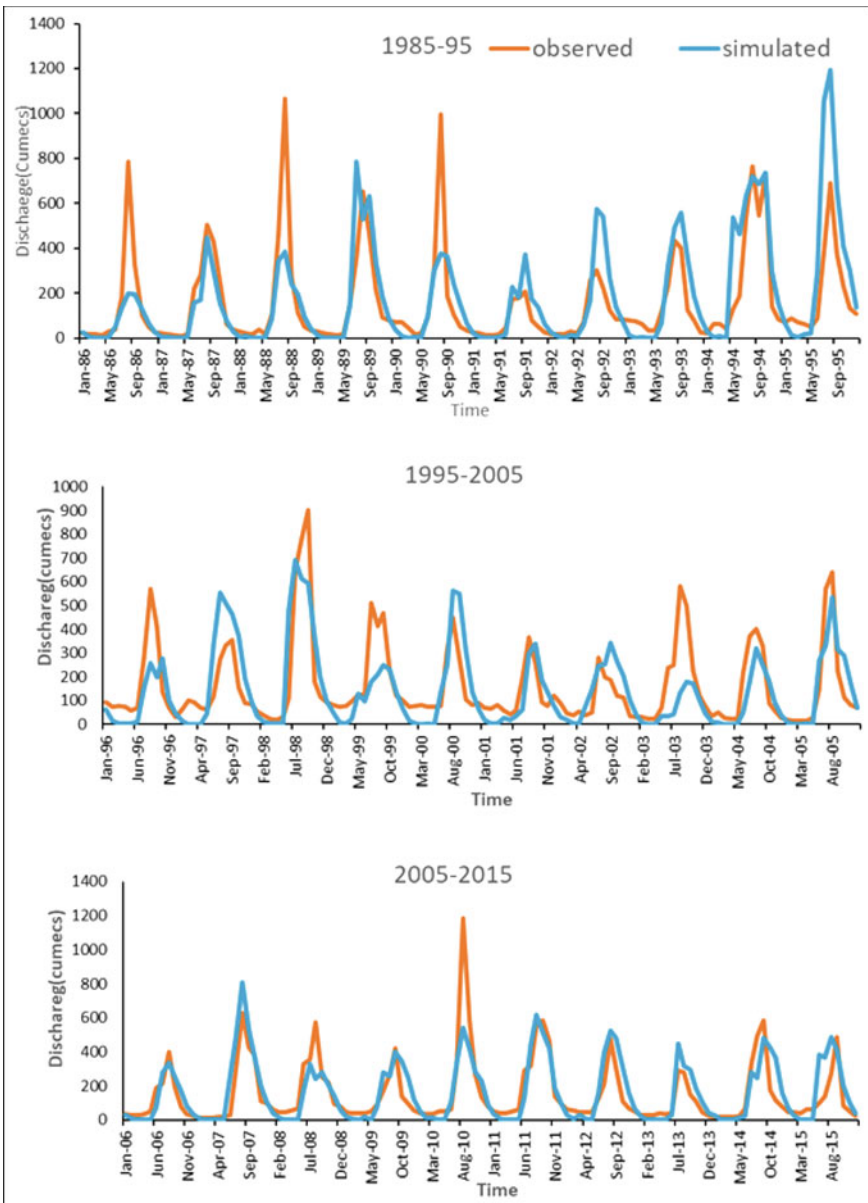 1400
1985-95 observed simulated
1200
1000
800
600
400
200
0
Dischaege(Cumecs)
Jan-86 May-86 Sep-86 Jan-87 May-87 Sep-87 Jan-88 May-88 Sep-88 Jan-89 May-89 Sep-89 Jan-90 May-90 Sep-90 Jan-91 May-91 Sep-91 Jan-92 May-92 Sep-92 Jan-93 May-93 Sep-93 Jan-94 May-94 Sep-94 Jan-95 May-95 Sep-95
Time
1995-2005
1000
900
800
700
600
500
400
300
200
100
0
Dischareg(cumecs)
Jan-96 Jun-96 Nov-96 Apr-97 Sep-97 Feb-98 Jul-98 Dec-98 May-99 Oct-99 Mar-00 Aug-00 Jan-01 Jun-01 Nov-01 Apr-02 Sep-02 Feb-03 Jul-03 Dec-03 May-04 Oct-04 Mar-05 Aug-05
Time
2005-2015
1400
1200
1000
800
600
400
200
0
Dischareg(cumecs)
Jan-06 Jun-06 Nov-06 Apr-07 Sep-07 Feb-08 Jul-08 Dec-08 May-09 Oct-09 Mar-10 Aug-10 Jan-11 Jun-11 Nov-11 Apr-12 Sep-12 Feb-13 Jul-13 Dec-13 May-14 Oct-14 Mar-15 Aug-15
Time